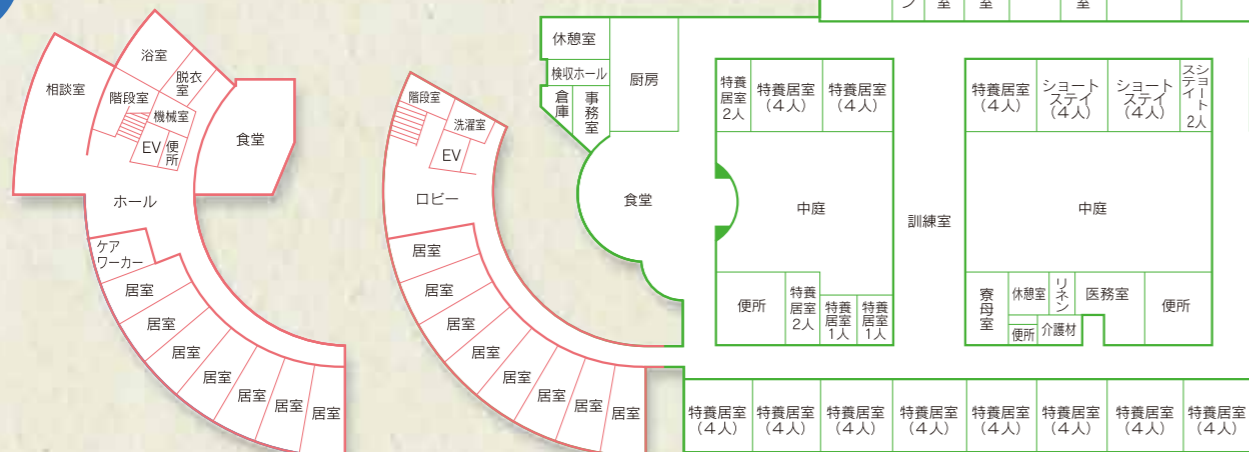 相談室
浴室
脱衣
室
階段室
機械室
EV
便
所
食堂
ホール
ケア
ワーカー
居室
居室
居室
居室
居室
居室
居室
階段室
洗濯室
EV
ロビー
居室
居室
居室
居室
居室
居室
居室
居室
休憩室
検収ホール
倉庫
事務室
厨房
食堂
ン
室
室
室
特養
居室
2人
特養居室
（4人）
特養居室
（4人）
中庭
便所
特養
居室
2人
特養
居室
1人
特養
居室
1人
訓練室
特養居室
（4人）
ショート
ステイ
（4人）
ショート
ステイ
（4人）
ショート
ステイ
2人
中庭
寮母室
休憩室
便所
リネン
介護材
医務室
便所
特養居室
（4人）
特養居室
（4人）
特養居室
（4人）
特養居室
（4人）
特養居室
（4人）
特養居室
（4人）
特養居室
（4人）
特養居室
（4人）